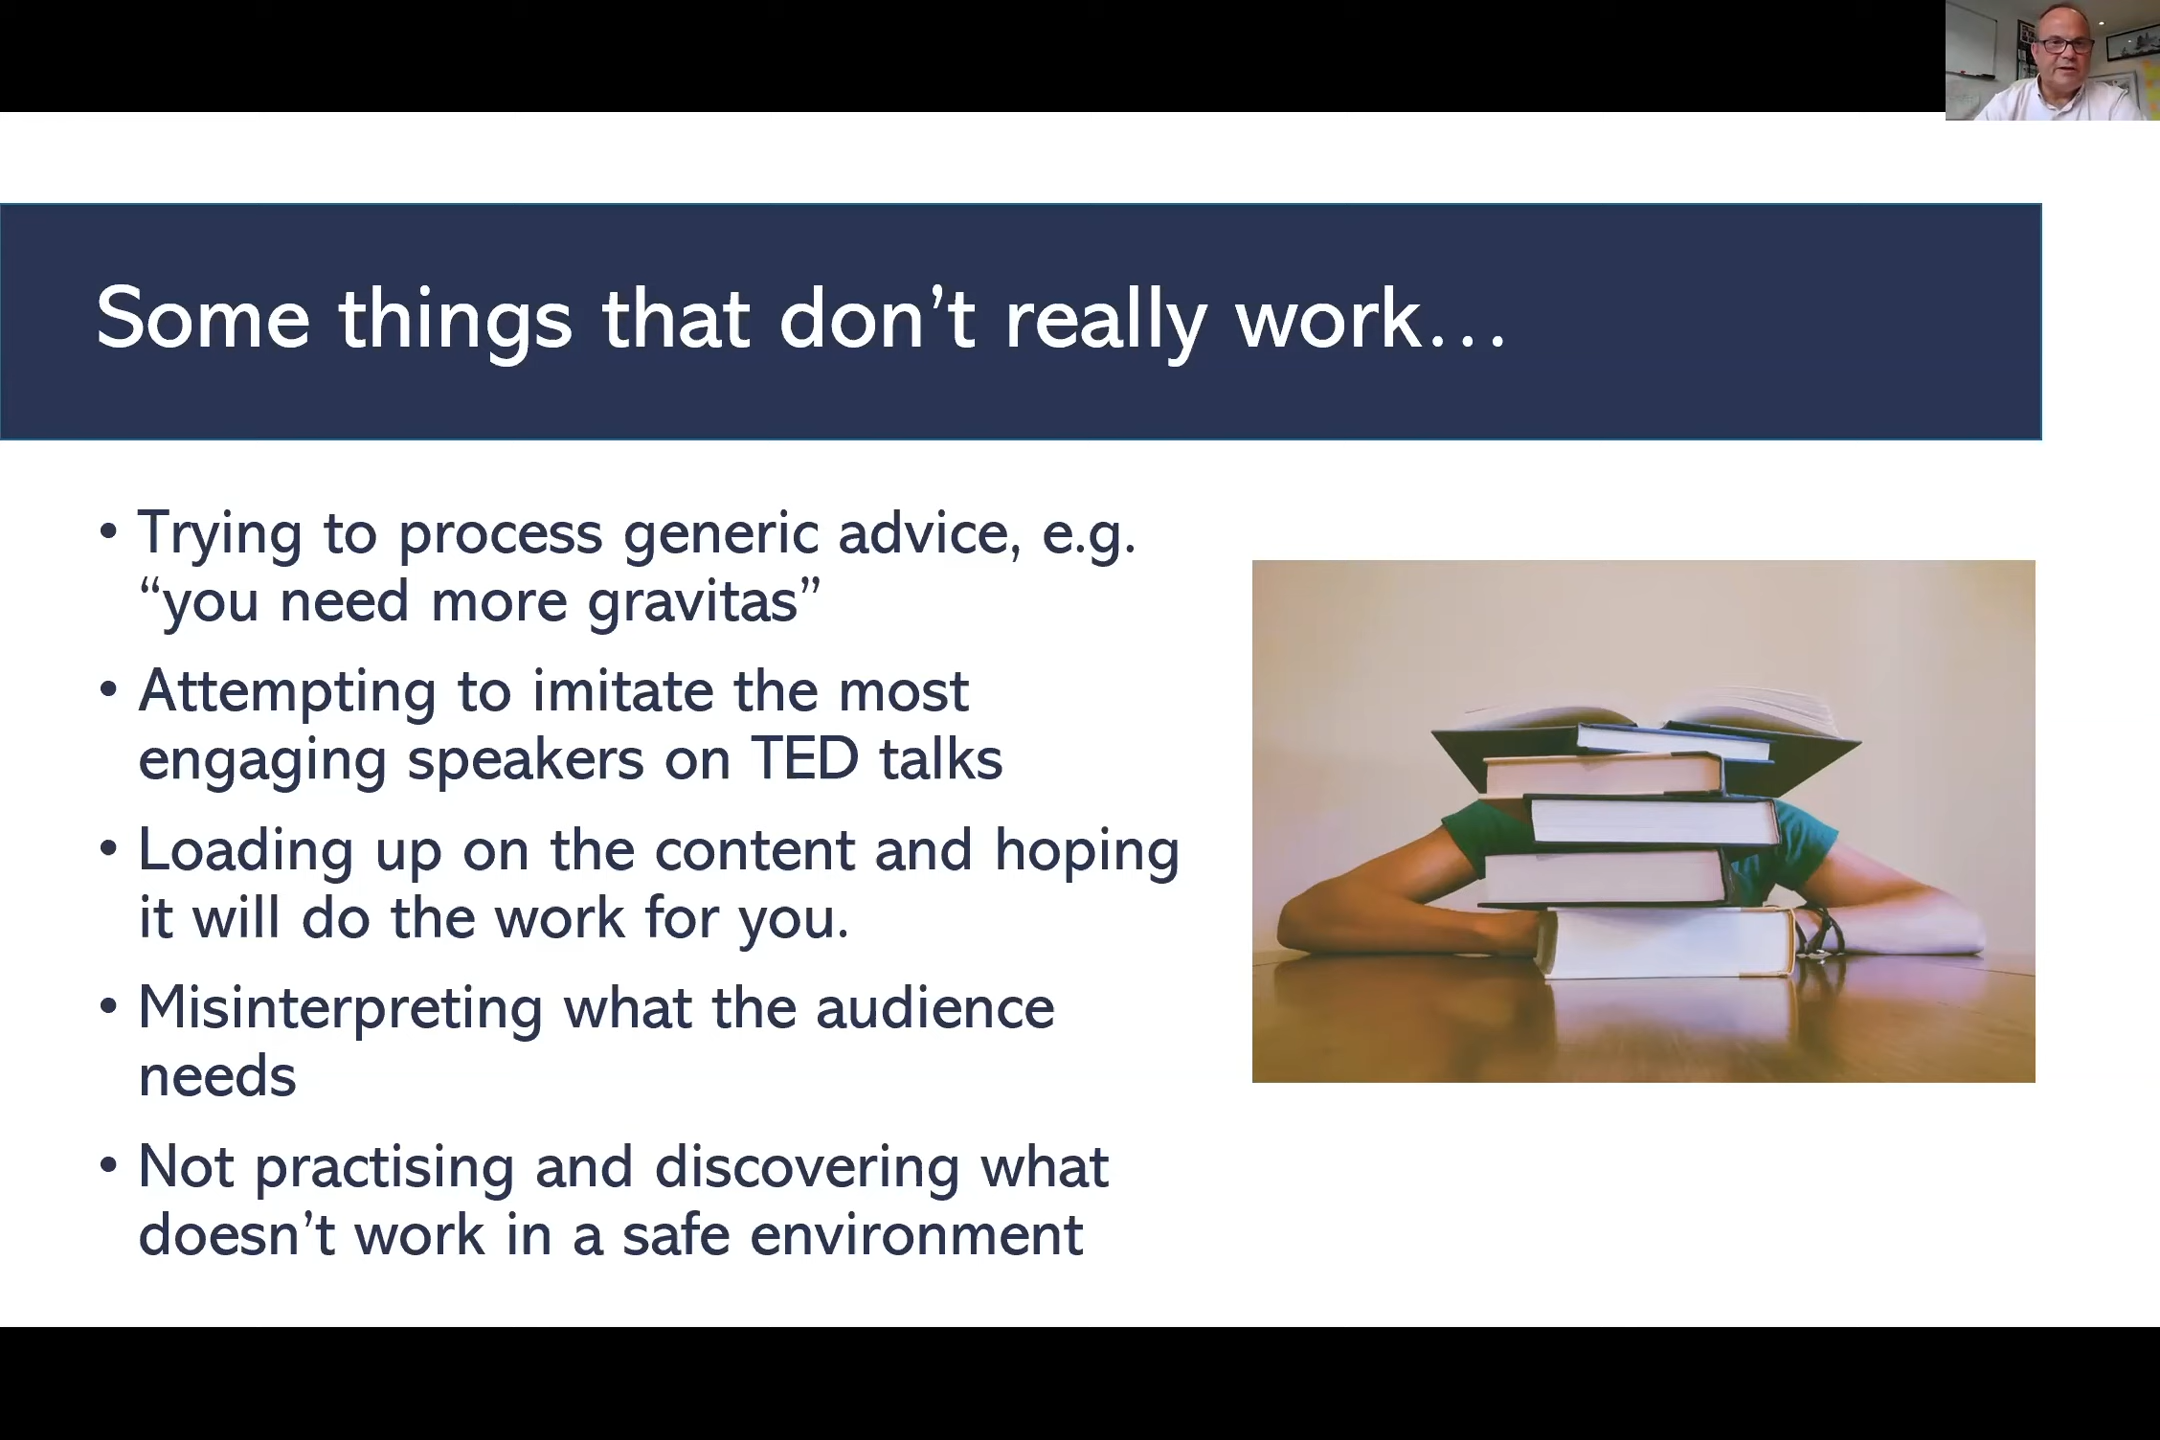 Some things that don’t really work…
• Trying to process generic advice, e.g.
“you need more gravitas”
• Attempting to imitate the most
engaging speakers on TED talks
• Loading up on the content and hoping
it will do the work for you.
• Misinterpreting what the audience
needs
• Not practising and discovering what
doesn’t work in a safe environment